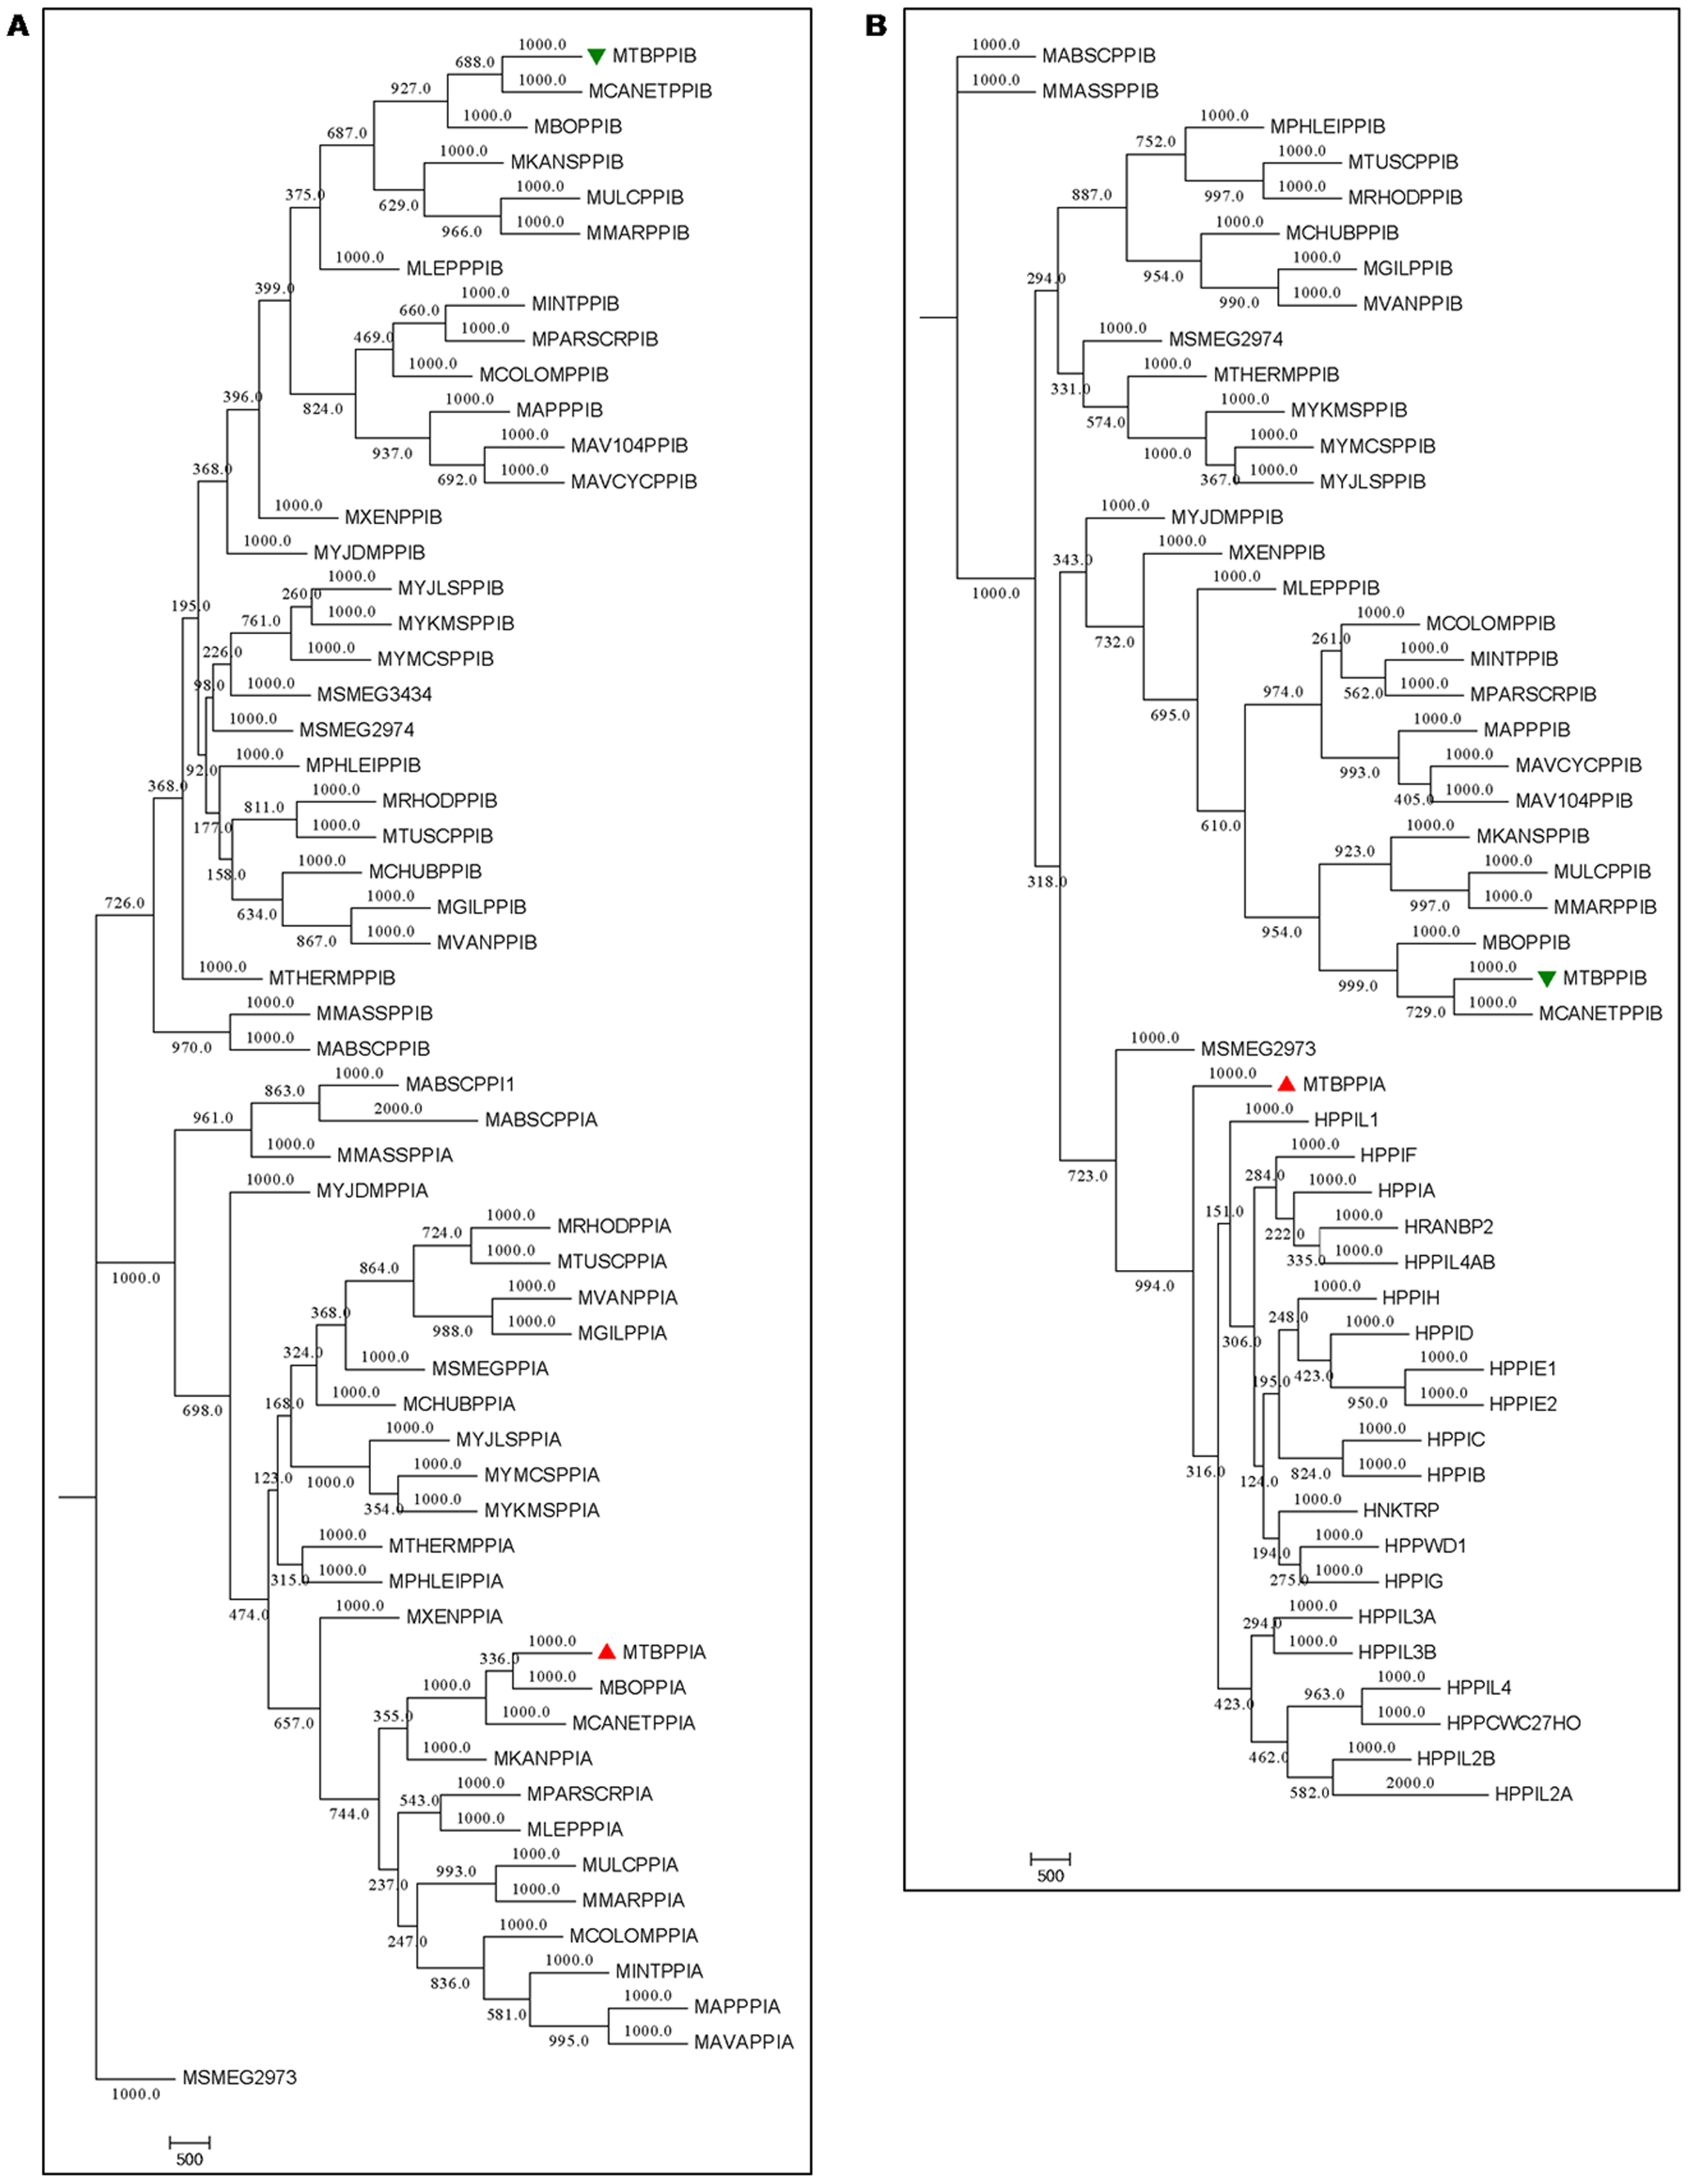 A
1000.0
MTBPPIB
688.0
1000.0
MCANETPPIB
927.0
1000.0
MBOPPIB
687.0
1000.0
MKANSPPIB
1000.0
MULCPPIB
629.0
1000.0
MMARPPIB
966.0
375.0
1000.0
MLEPPPIB
399.0
1000.0
MINTPPIB
660.0
1000.0
MPARSCRPIB
469.0
1000.0
MCOLOMPPIB
824.0
1000.0
MAPPPIB
1000.0
MAV104PPIB
937.0
1000.0
MAVCYCPPIB
692.0
396.0
1000.0
MXENPPIB
368.0
1000.0
MYJDMPPIB
1000.0
MYJLSPPIB
260.0
1000.0
MYKMSPPIB
761.0
1000.0
MYMCSPPIB
195.0
226.0
1000.0
MSMEG3434
98.0
1000.0
MSMEG2974
92.0
1000.0
MPHLEIPPIB
368.0
1000.0
MRHODPPIB
811.0
1000.0
MTUSCPPIB
177.0
1000.0
MCHUBPPIB
158.0
1000.0
MGILPPIB
634.0
1000.0
MVANPPIB
867.0
726.0
1000.0
MTHERMPPIB
1000.0
MMASSPPIB
1000.0
MABSCPPIB
970.0
1000.0
MABSCPPI1
863.0
2000.0
MABSCPPIA
961.0
1000.0
MMASSPPIA
1000.0
1000.0
MYJDMPPIA
1000.0
MRHODPPIA
724.0
1000.0
MTUSCPPIA
864.0
1000.0
MVANPPIA
1000.0
MGILPPIA
988.0
368.0
1000.0
MSMEGPPIA
324.0
1000.0
MCHUBPPIA
698.0
168.0
1000.0
MYJLSPPIA
1000.0
1000.0
MYMCSPPIA
1000.0
MYKMSPPIA
354.0
123.0
1000.0
MTHERMPPIA
1000.0
MPHLEIPPIA
315.0
474.0
1000.0
MXENPPIA
1000.0
MTBPPIA
336.0
1000.0
MBOPPIA
1000.0
1000.0
MCANETPPIA
657.0
355.0
1000.0
MKANPPIA
744.0
1000.0
MPARSCRPIA
543.0
1000.0
MLEPPPIA
237.0
1000.0
MULCPPIA
993.0
1000.0
MMARPPIA
247.0
1000.0
MCOLOMPPIA
836.0
1000.0
MINTPPIA
581.0
1000.0
MAPPPIA
1000.0
MAVAPPIA
995.0
MSMEG2973
1000.0
500
B
1000.0
MABSCPPIB
1000.0
MMASSPPIB
1000.0
MPHLEIPPIB
752.0
1000.0
MTUSCPPIB
1000.0
MRHODPPIB
997.0
887.0
1000.0
MCHUBPPIB
1000.0
MGILPPIB
954.0
1000.0
MVANPPIB
990.0
294.0
1000.0
MSMEG2974
331.0
1000.0
MTHERMPPIB
574.0
1000.0
MYKMSPPIB
1000.0
1000.0
MYMCSPPIB
1000.0
MYJLSPPIB
367.0
1000.0
1000.0
MYJDMPPIB
343.0
1000.0
MXENPPIB
732.0
1000.0
MLEPPPIB
695.0
1000.0
MCOLOMPPIB
261.0
1000.0
MINTPPIB
1000.0
MPARSCRPIB
562.0
974.0
1000.0
MAPPPIB
993.0
1000.0
MAVCYCPPIB
1000.0
MAV104PPIB
405.0
610.0
1000.0
MKANSPPIB
923.0
1000.0
MULCPPIB
1000.0
MMARPPIB
997.0
954.0
1000.0
MBOPPIB
999.0
1000.0
MTBPPIB
1000.0
MCANETPPIB
729.0
318.0
1000.0
MSMEG2973
723.0
1000.0
MTBPPIA
994.0
1000.0
HPPIL1
151.0
1000.0
HPPIF
284.0
1000.0
HPPIA
222.0
1000.0
HRANBP2
1000.0
HPPIL4AB
335.0
306.0
1000.0
HPPIH
248.0
1000.0
HPPID
423.0
1000.0
HPPIE1
1000.0
HPPIE2
950.0
195.0
1000.0
HPPIC
1000.0
HPPIB
824.0
124.0
1000.0
HNKTRP
194.0
1000.0
HPPWD1
1000.0
HPPIG
275.0
316.0
1000.0
HPPIL3A
294.0
1000.0
HPPIL3B
423.0
1000.0
HPPIL4
963.0
1000.0
HPPCWC27HO
462.0
1000.0
HPPIL2B
2000.0
HPPIL2A
582.0
500